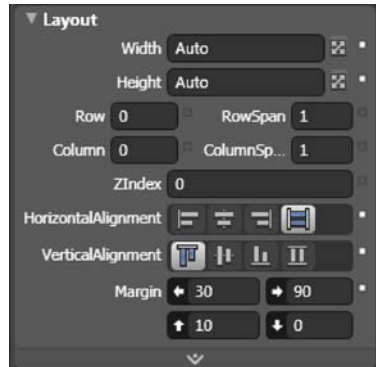 Layout
Width Auto
Height Auto
Row 0 RowSpan 1
Column 0 ColumnSp... 1
ZIndex 0
HorizontalAlignment
VerticalAlignment
Margin 30 90
10 0